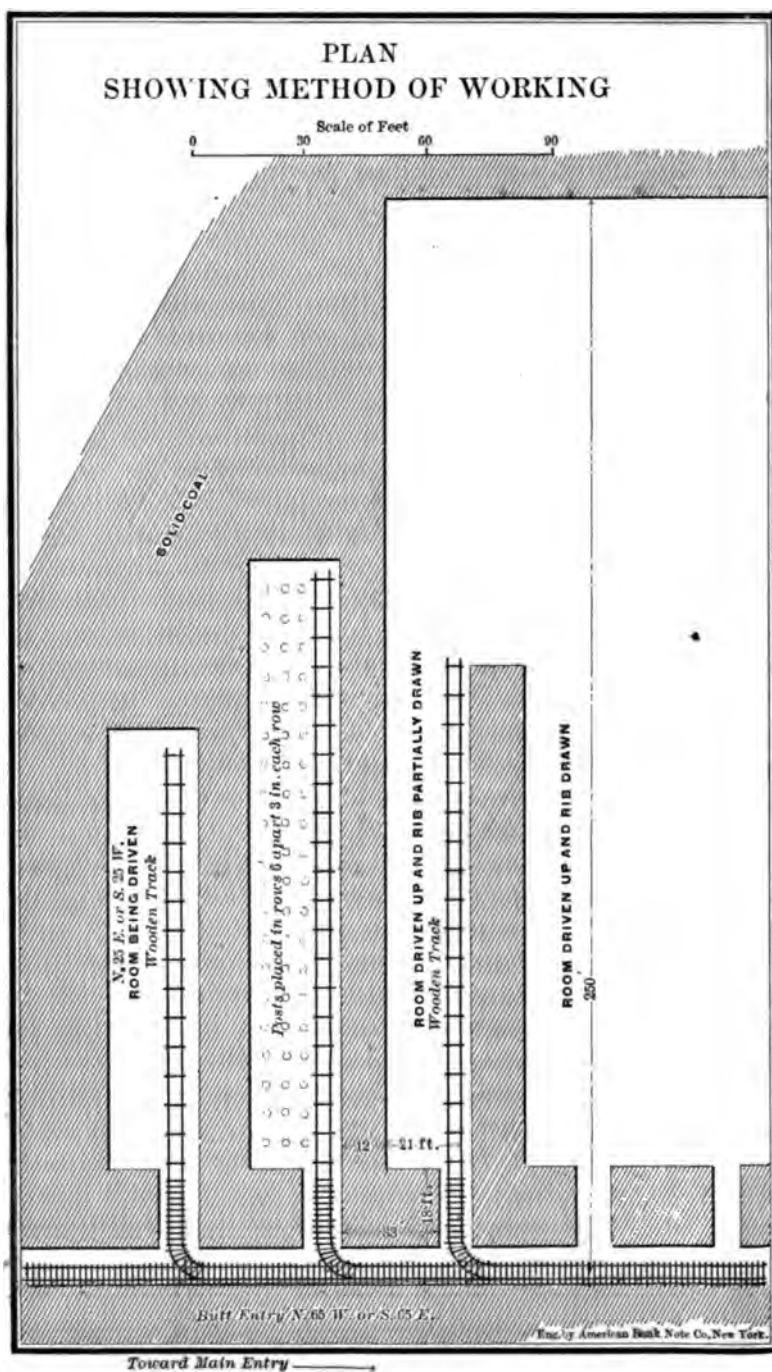 PLAN
SHOWING METHOD OF WORKING
Scale of Feet
0 30 60 90
SOLID COAL
N. 25 E. or S. 25 W.
ROOM BEING DRIVEN
Wooden Track
Posts placed in rows 6 apart 3 in. each row
ROOM DRIVEN UP AND RIB PARTIALLY DRAWN
Wooden Track
ROOM DRIVEN UP AND RIB DRAWN
250'
12 21 ft.
18 ft.
33
Butt Entry N. 65 W. or S. 65 E.
Eng. by American Bank Note Co, New York.
Toward Main Entry